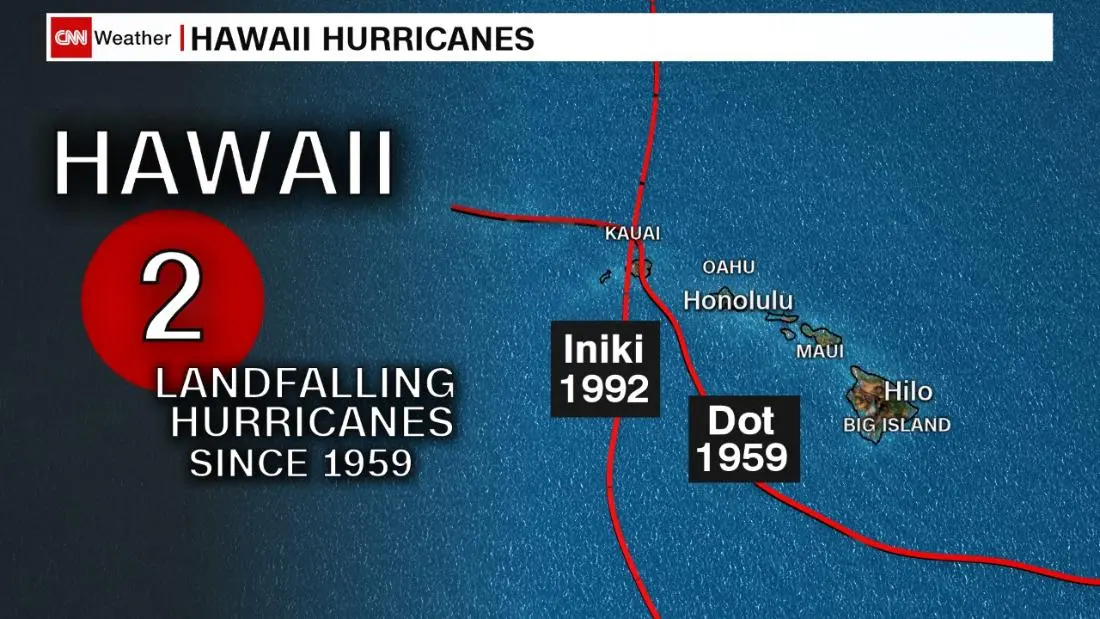 CNN Weather | HAWAII HURRICANES
HAWAII
2
LANDFALLING
HURRICANES
SINCE 1959
KAUAI
OAHU
Honolulu
MAUI
Hilo
BIG ISLAND
Iniki
1992
Dot
1959